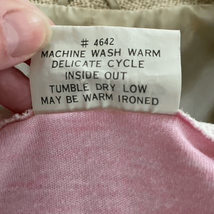 # 4642
MACHINE WASH WARM
DELICATE CYCLE
INSIDE OUT
TUMBLE DRY LOW
MAY BE WARM IRONED